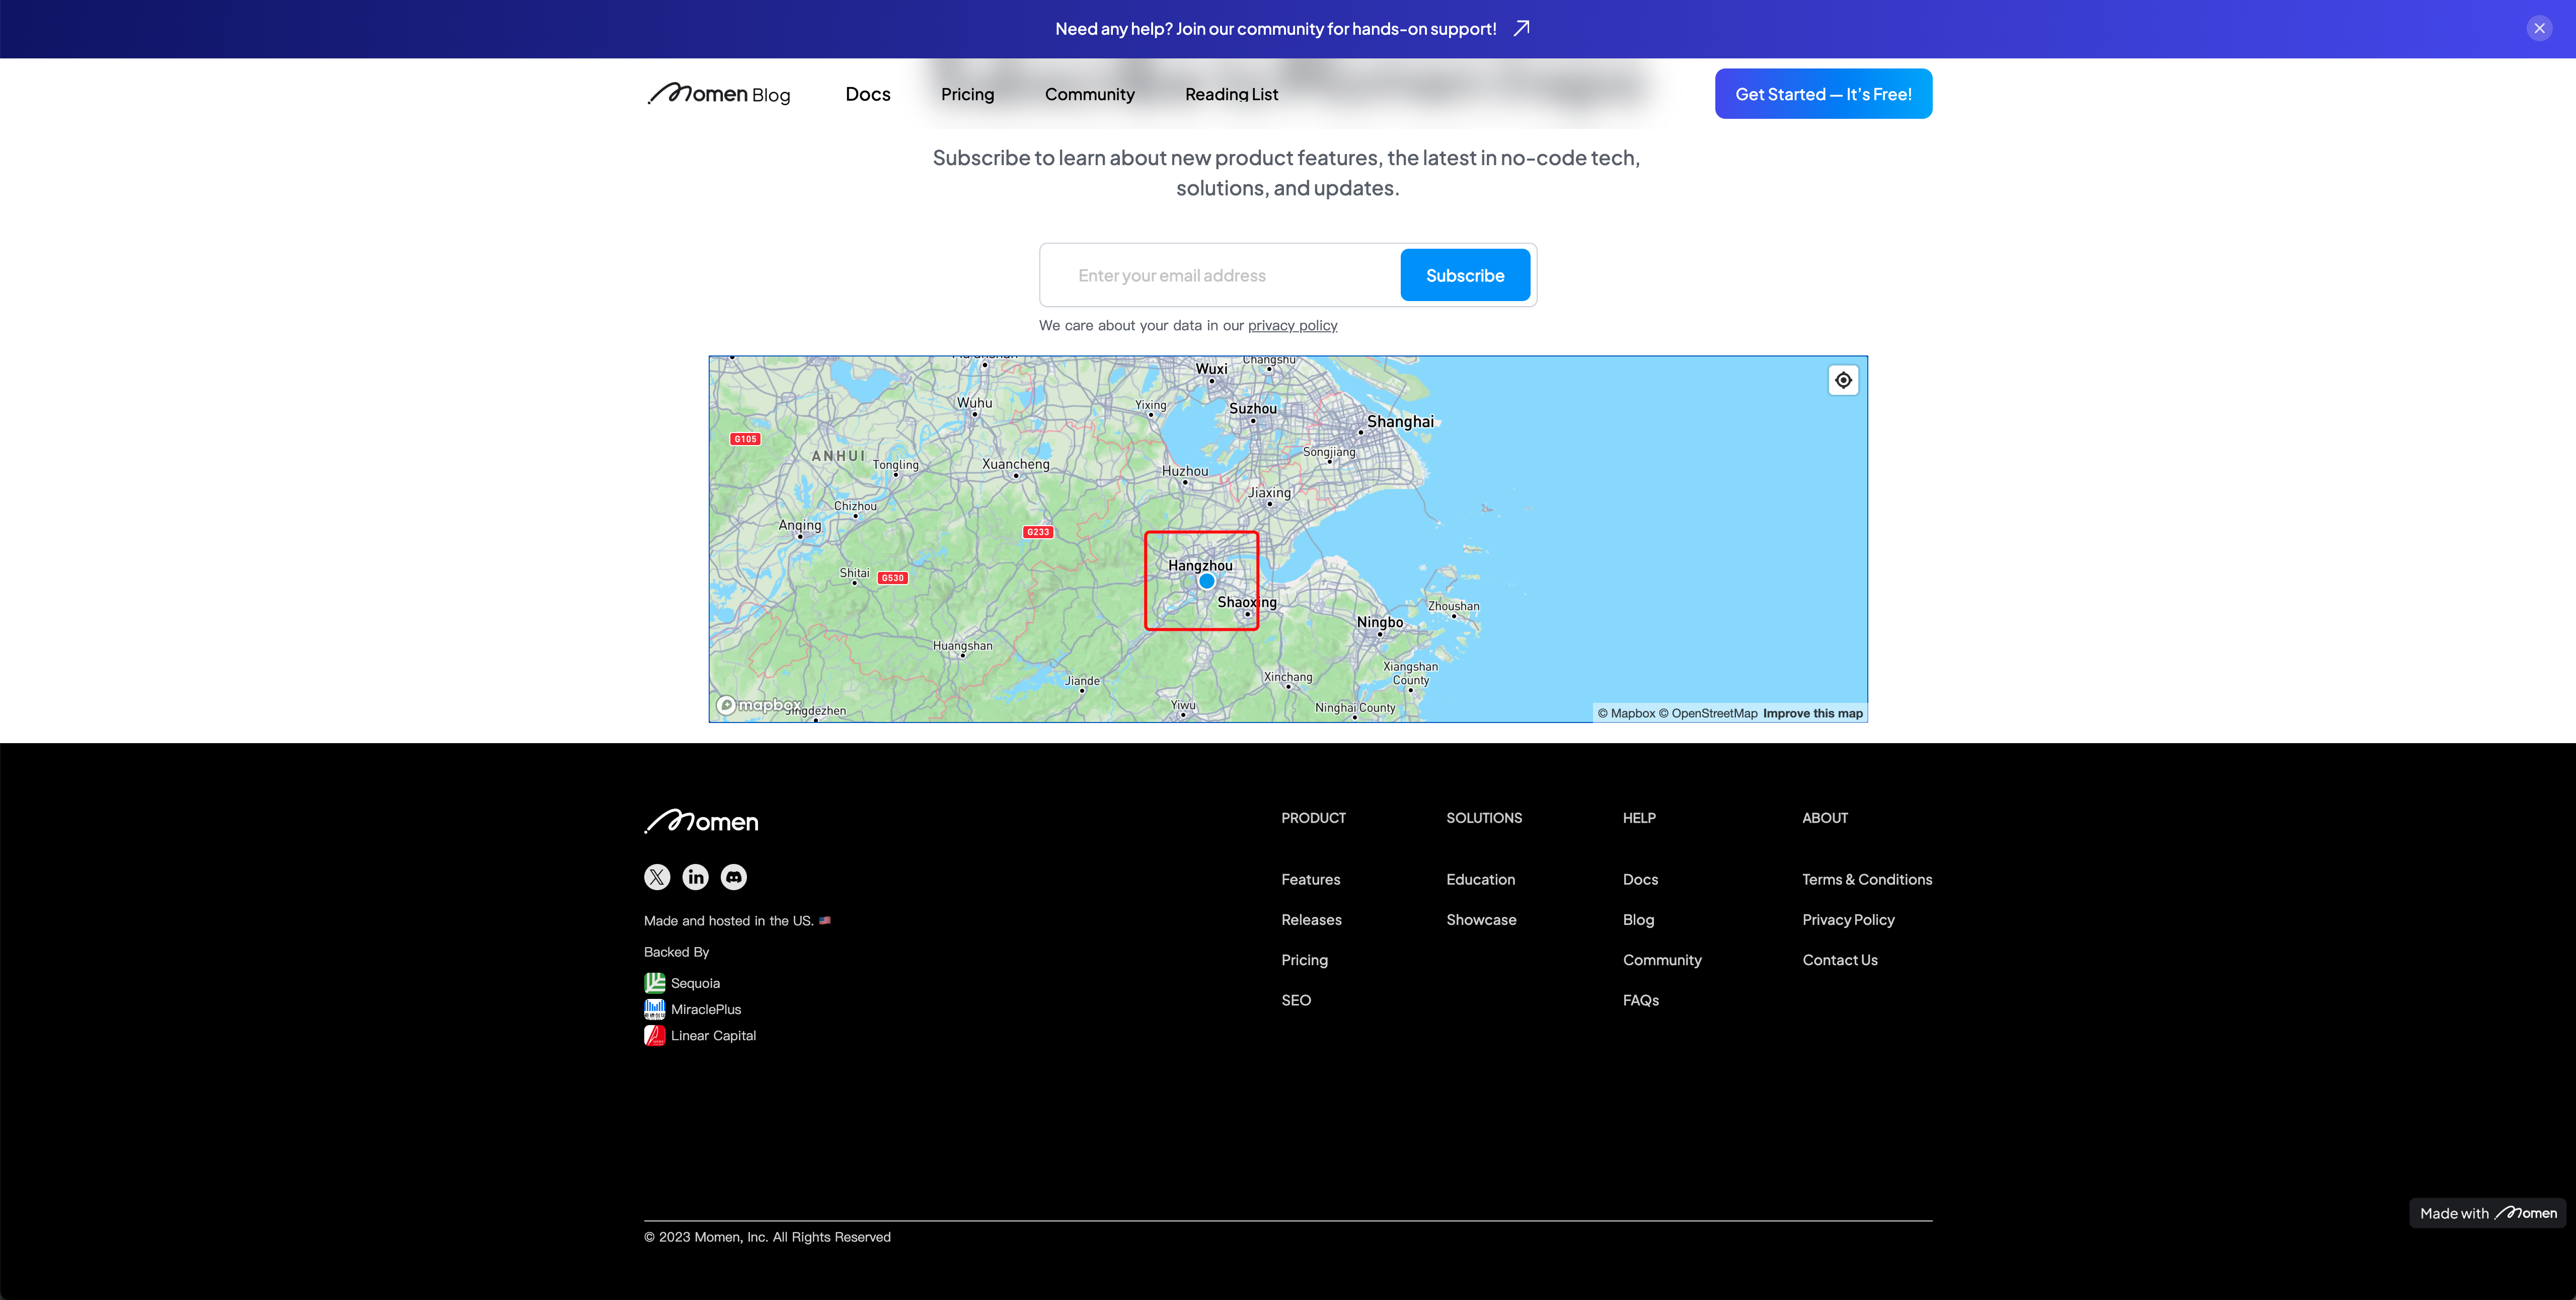 Need any help? Join our community for hands-on support!
Momen Blog
Docs
Pricing
Community
Reading List
Get Started — It's Free!
Subscribe to learn about new product features, the latest in no-code tech,
solutions, and updates.
Enter your email address
Subscribe
We care about your data in our privacy policy
Wuxi
Changshu
Wuhu
Yixing
Suzhou
Shanghai
G105
ANHUI
Tongling
Xuancheng
Huzhou
Songjiang
Jiaxing
Chizhou
Anqing
G233
Hangzhou
Shitai
G530
Shaoxing
Zhoushan
Ningbo
Huangshan
Xiangshan
County
Jiande
Xinchang
Yiwu
Ninghai County
mapbox
Jingdezhen
© Mapbox © OpenStreetMap Improve this map
Momen
Made and hosted in the US.
Backed By
Sequoia
MiraclePlus
Linear Capital
PRODUCT
Features
Releases
Pricing
SEO
SOLUTIONS
Education
Showcase
HELP
Docs
Blog
Community
FAQs
ABOUT
Terms & Conditions
Privacy Policy
Contact Us
Made with Momen
© 2023 Momen, Inc. All Rights Reserved